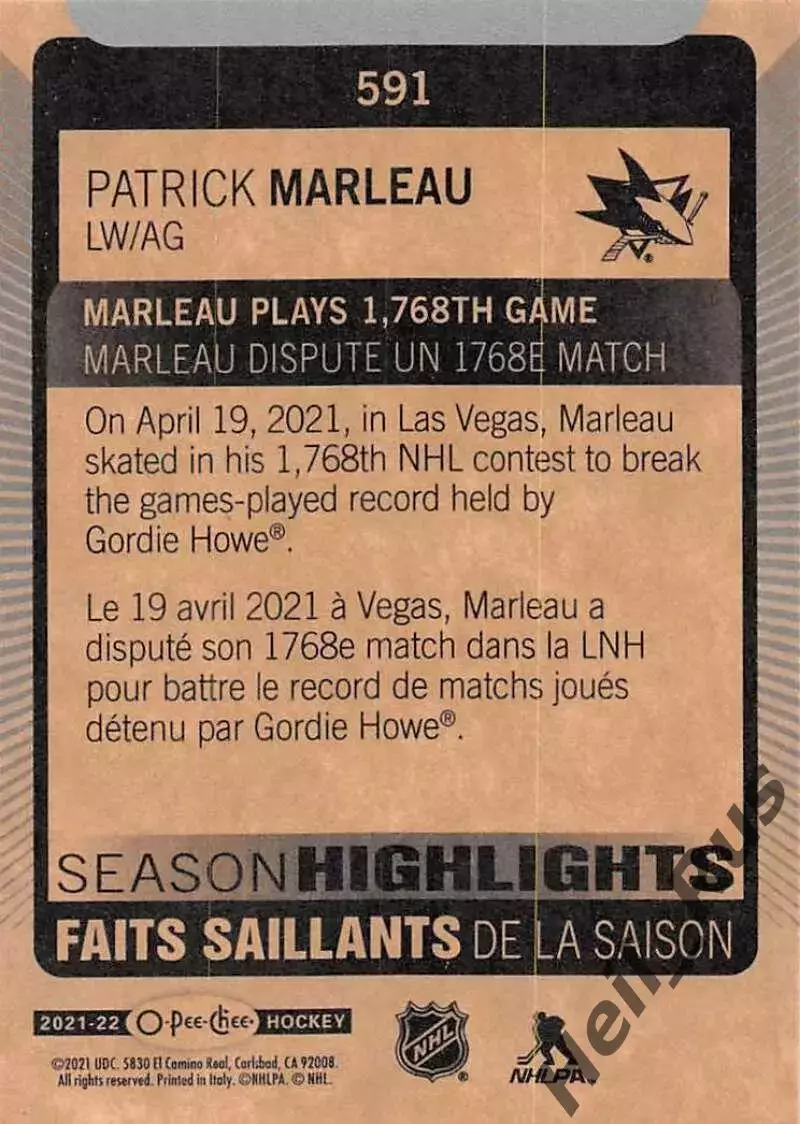 591
PATRICK MARLEAU
LW/AG
MARLEAU PLAYS 1,768TH GAME
MARLEAU DISPUTE UN 1768E MATCH
On April 19, 2021, in Las Vegas, Marleau
skated in his 1,768th NHL contest to break
the games-played record held by
Gordie Howe®.
Le 19 avril 2021 à Vegas, Marleau a
disputé son 1768e match dans la LNH
pour battre le record de matchs joués
détenu par Gordie Howe®.
SEASON HIGHLIGHTS
FAITS SAILLANTS DE LA SAISON
2021-22 O-Pee-Chee HOCKEY
©2021 UDC. 5830 El Camino Real, Carlsbad, CA 92008.
All rights reserved. Printed in Italy. ©NHLPA. © NHL.
NHL
NHLPA